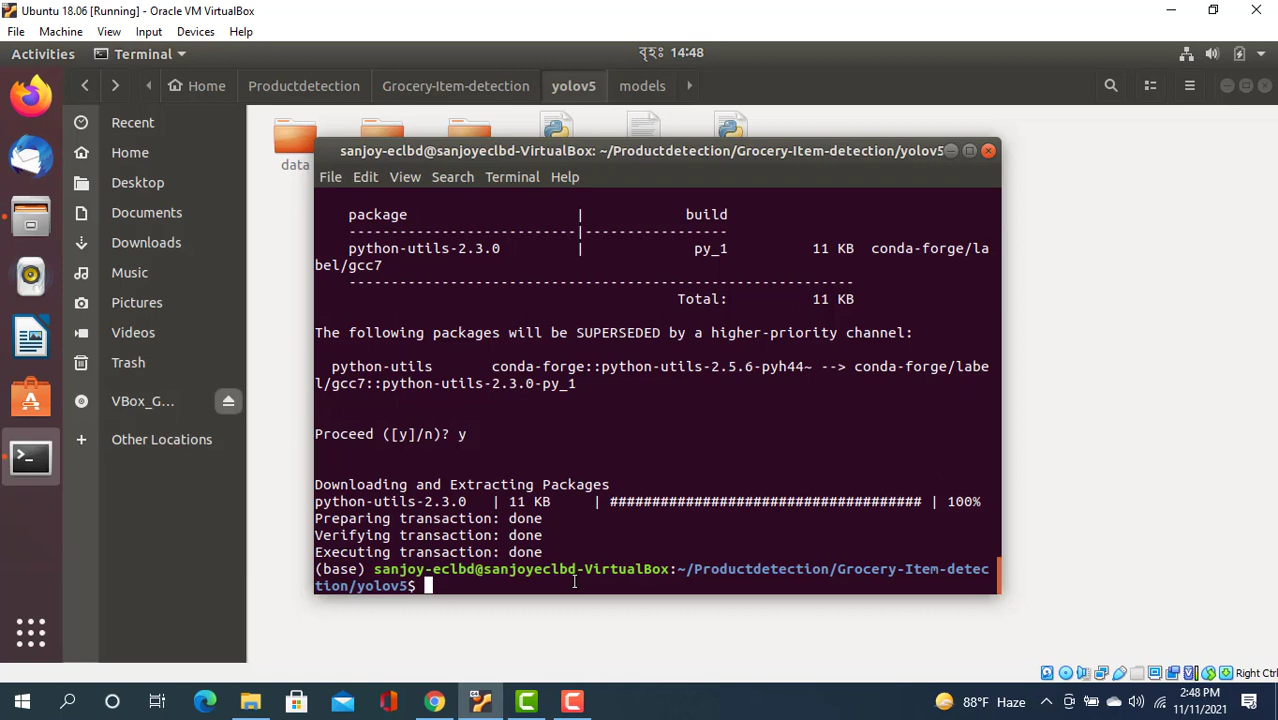 Ubuntu 18.06 [Running] - Oracle VM VirtualBox
File Machine View Input Devices Help
Activities Terminal বৃহঃ 14:48
Home Productdetection Grocery-Item-detection yolov5 models
Recent
Home
Desktop
Documents
Downloads
Music
Pictures
Videos
Trash
VBox_G...
Other Locations
data
sanjoy-eclbd@sanjoyeclbd-VirtualBox: ~/Productdetection/Grocery-Item-detection/yolov5
File Edit View Search Terminal Help
package | build
---------------------------|-----------------
python-utils-2.3.0 | py_1 11 KB conda-forge/la
bel/gcc7
------------------------------------------------------------
Total: 11 KB
The following packages will be SUPERSEDED by a higher-priority channel:
python-utils conda-forge::python-utils-2.5.6-pyh44~ --> conda-forge/labe
l/gcc7::python-utils-2.3.0-py_1
Proceed ([y]/n)? y
Downloading and Extracting Packages
python-utils-2.3.0 | 11 KB | ##################################### | 100%
Preparing transaction: done
Verifying transaction: done
Executing transaction: done
(base) sanjoy-eclbd@sanjoyeclbd-VirtualBox:~/Productdetection/Grocery-Item-detec
tion/yolov5$
Right Ctrl
88°F Haze
2:48 PM
11/11/2021